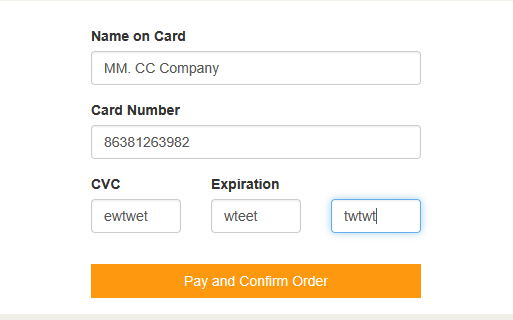 Name on Card
MM. CC Company
Card Number
86381263982
CVC Expiration
ewtwet wteet twtwt
Pay and Confirm Order